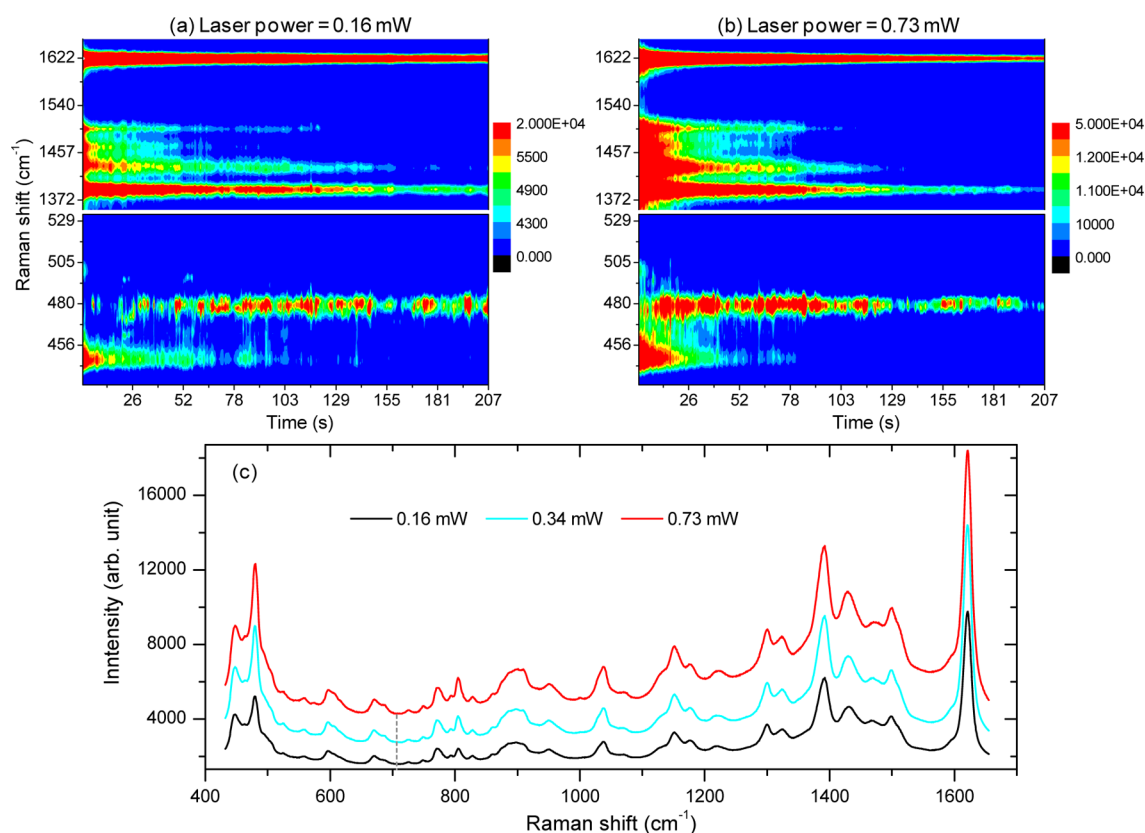 (a) Laser power = 0.16 mW
(b) Laser power = 0.73 mW
Raman shift (cm⁻¹)
1622
1540
1457
1372
529
505
480
456
26 52 78 103 129 155 181 207
Time (s)
2.000E+04
5500
4900
4300
0.000
1622
1540
1457
1372
529
505
480
456
26 52 78 103 129 155 181 207
Time (s)
5.000E+04
1.200E+04
1.100E+04
10000
0.000
(c)
0.16 mW 0.34 mW 0.73 mW
Inntensity (arb. unit)
16000
12000
8000
4000
400 600 800 1000 1200 1400 1600
Raman shift (cm⁻¹)